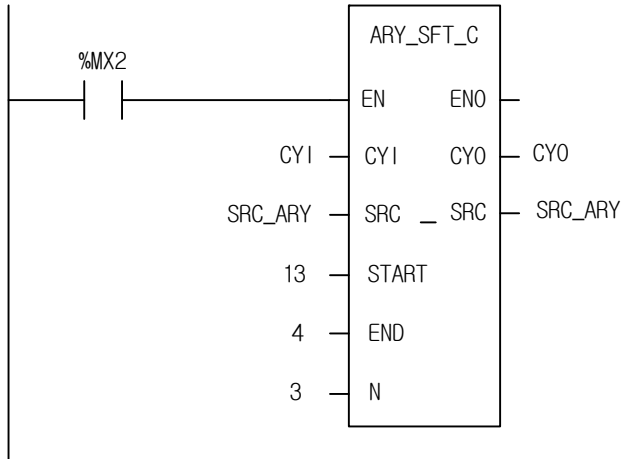 ARY_SFT_C
%MX2
EN ENO
CYI CYI CYO CYO
SRC_ARY SRC _ SRC SRC_ARY
13 START
4 END
3 N